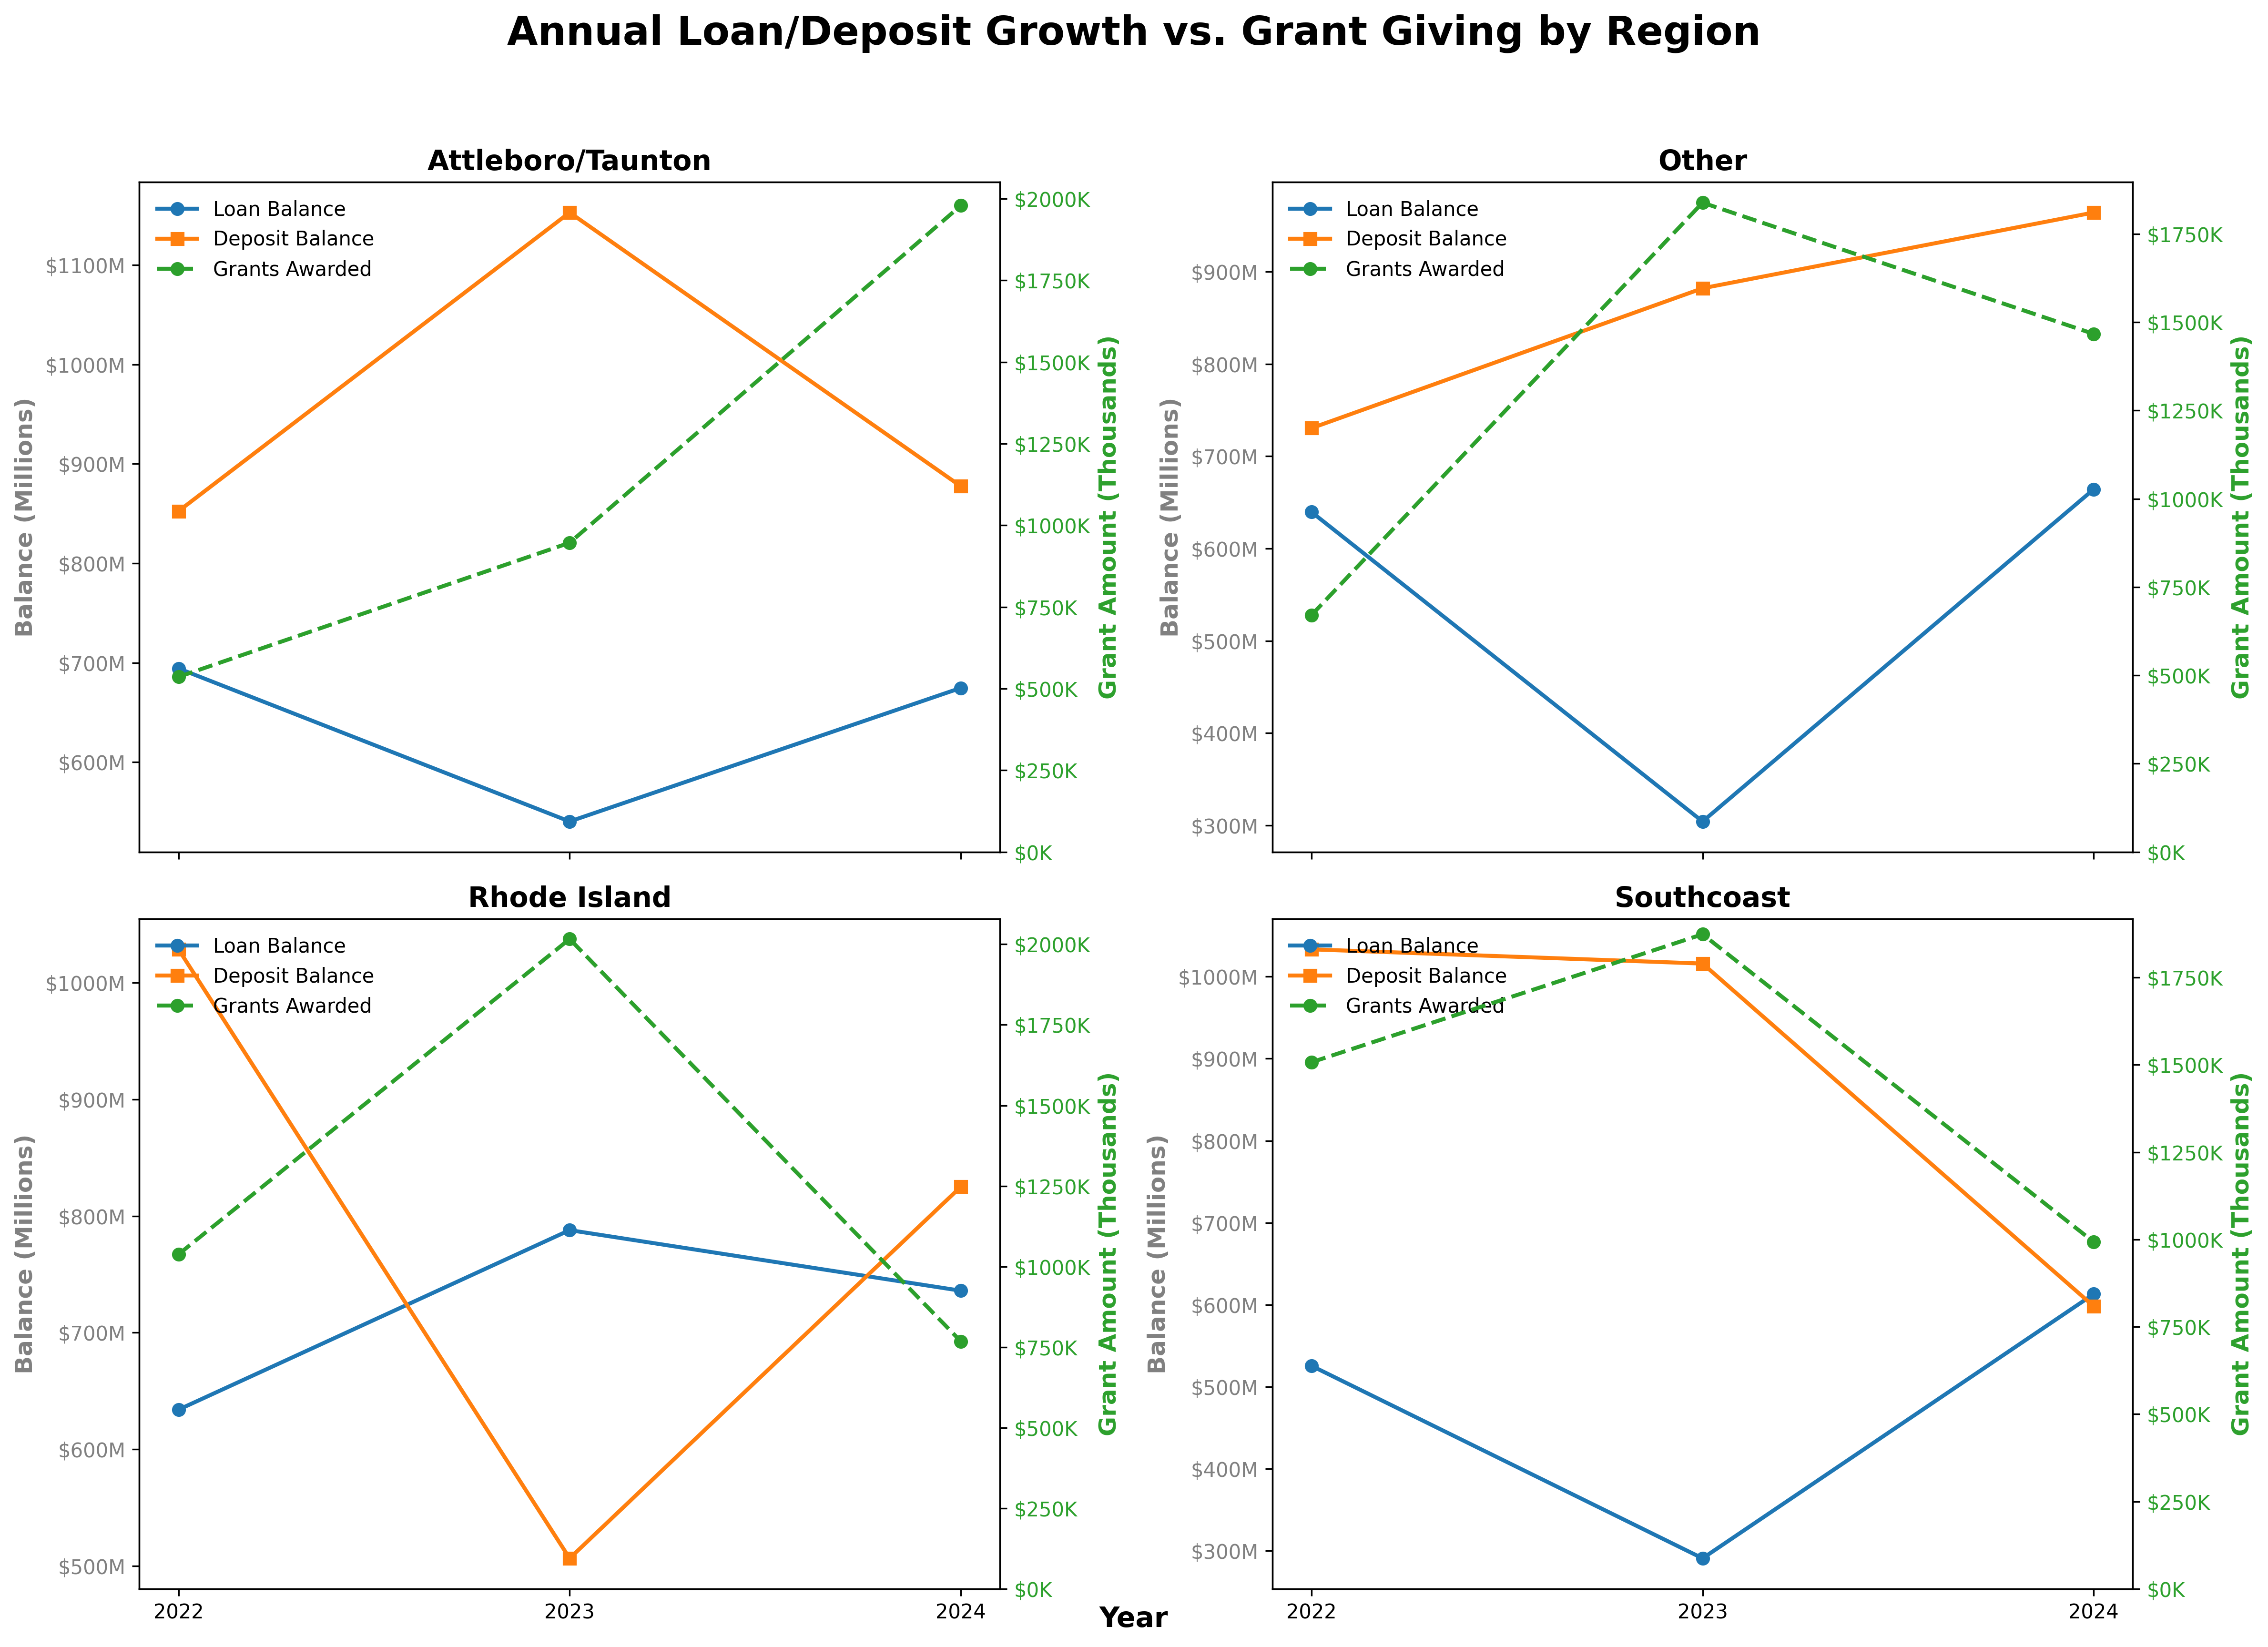 Annual Loan/Deposit Growth vs. Grant Giving by Region
Attleboro/Taunton
Loan Balance
Deposit Balance
Grants Awarded
$1100M
$1000M
$900M
$800M
$700M
$600M
Balance (Millions)
$2000K
$1750K
$1500K
$1250K
$1000K
$750K
$500K
$250K
$0K
Grant Amount (Thousands)
Other
Loan Balance
Deposit Balance
Grants Awarded
$900M
$800M
$700M
$600M
$500M
$400M
$300M
Balance (Millions)
$1750K
$1500K
$1250K
$1000K
$750K
$500K
$250K
$0K
Grant Amount (Thousands)
Rhode Island
Loan Balance
Deposit Balance
Grants Awarded
$1000M
$900M
$800M
$700M
$600M
$500M
Balance (Millions)
$2000K
$1750K
$1500K
$1250K
$1000K
$750K
$500K
$250K
$0K
Grant Amount (Thousands)
2022 2023 2024
Southcoast
Loan Balance
Deposit Balance
Grants Awarded
$1000M
$900M
$800M
$700M
$600M
$500M
$400M
$300M
Balance (Millions)
$1750K
$1500K
$1250K
$1000K
$750K
$500K
$250K
$0K
Grant Amount (Thousands)
2022 2023 2024
Year